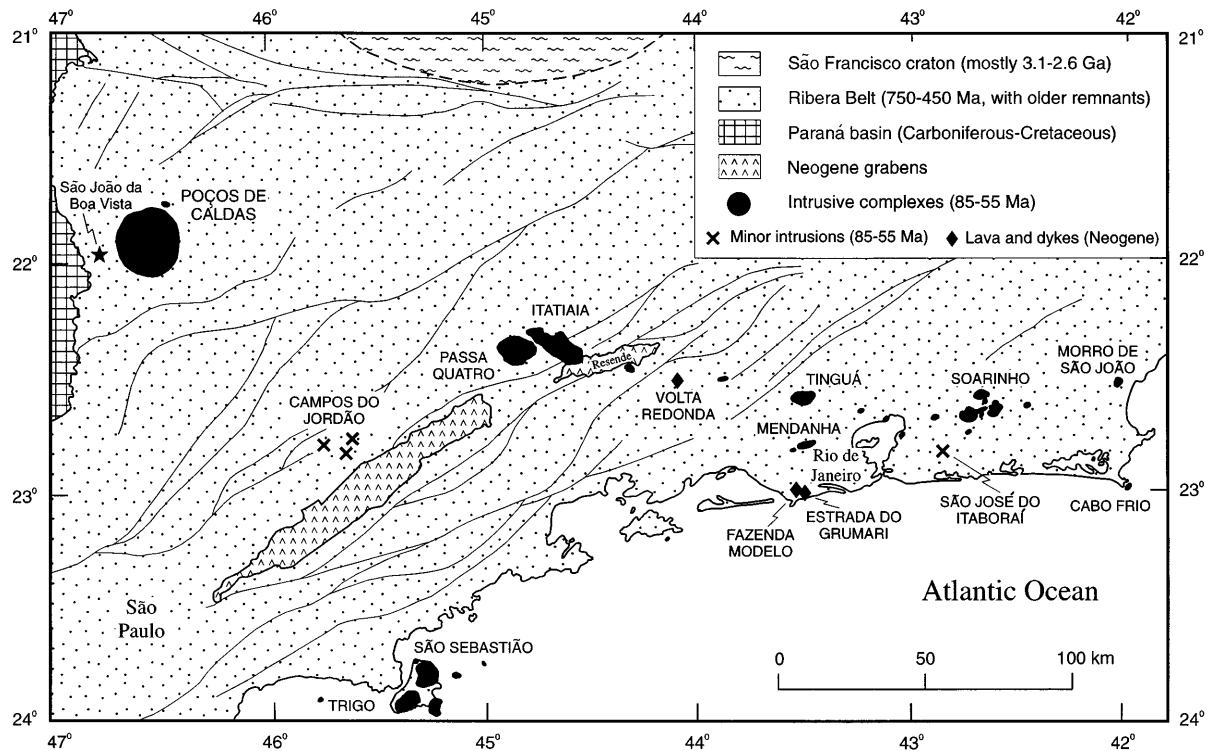 47° 46° 45° 44° 43° 42°
21° 21°
São Francisco craton (mostly 3.1-2.6 Ga)
Ribera Belt (750-450 Ma, with older remnants)
Paraná basin (Carboniferous-Cretaceous)
Neogene grabens
Intrusive complexes (85-55 Ma)
Minor intrusions (85-55 Ma) Lava and dykes (Neogene)
São João da
Boa Vista
POÇOS DE
CALDAS
22° 22°
ITATIAIA
PASSA
QUATRO
Resende
VOLTA
REDONDA
TINGUÁ
SOARINHO
MORRO DE
SÃO JOÃO
CAMPOS DO
JORDÃO
MENDANHA
Rio de
Janeiro
23° 23°
FAZENDA
MODELO
ESTRADA DO
GRUMARI
SÃO JOSÉ DO
ITABORAÍ
CABO FRIO
São
Paulo
Atlantic Ocean
SÃO SEBASTIÃO
TRIGO
0 50 100 km
24° 24°
47° 46° 45° 44° 43° 42°